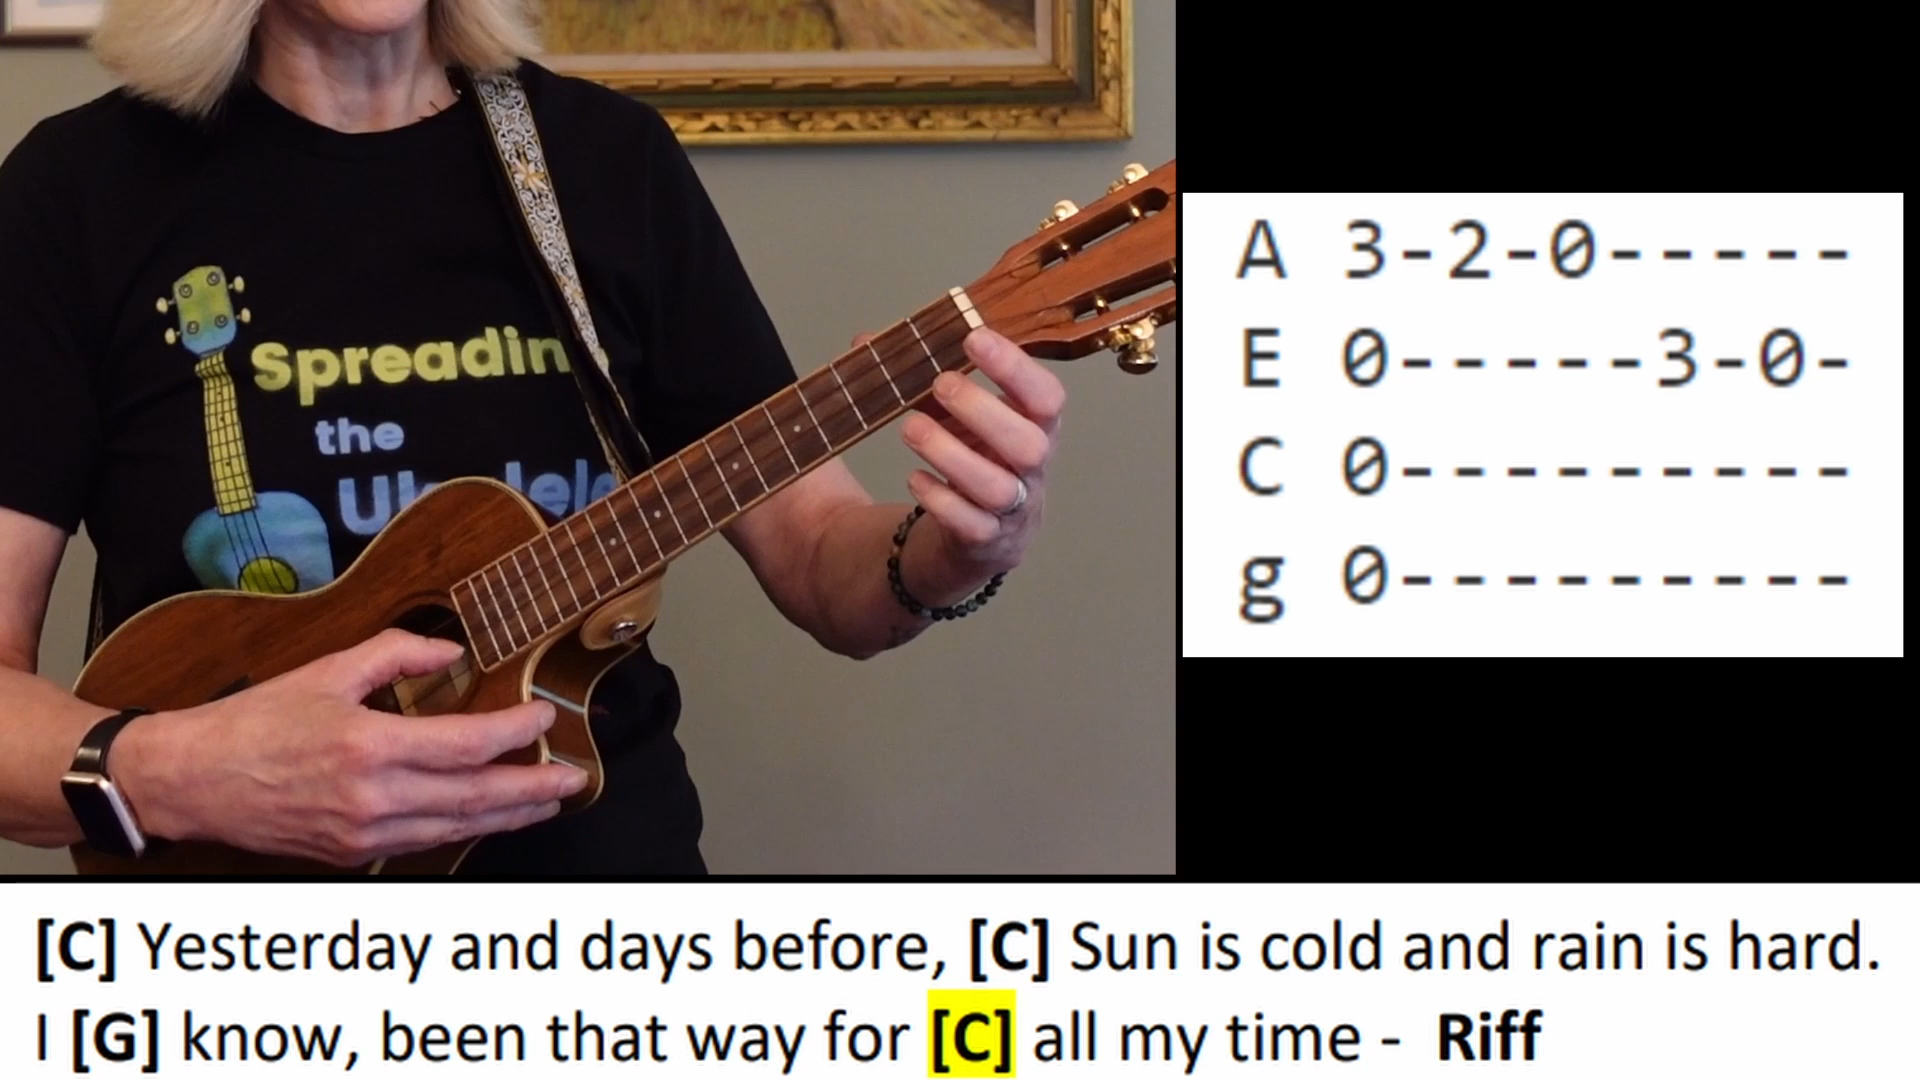 Spreadin
the
Ukulele
A 3-2-0-----
E 0-----3-0-
C 0---------
g 0---------
[C] Yesterday and days before, [C] Sun is cold and rain is hard.
I [G] know, been that way for [C] all my time - Riff